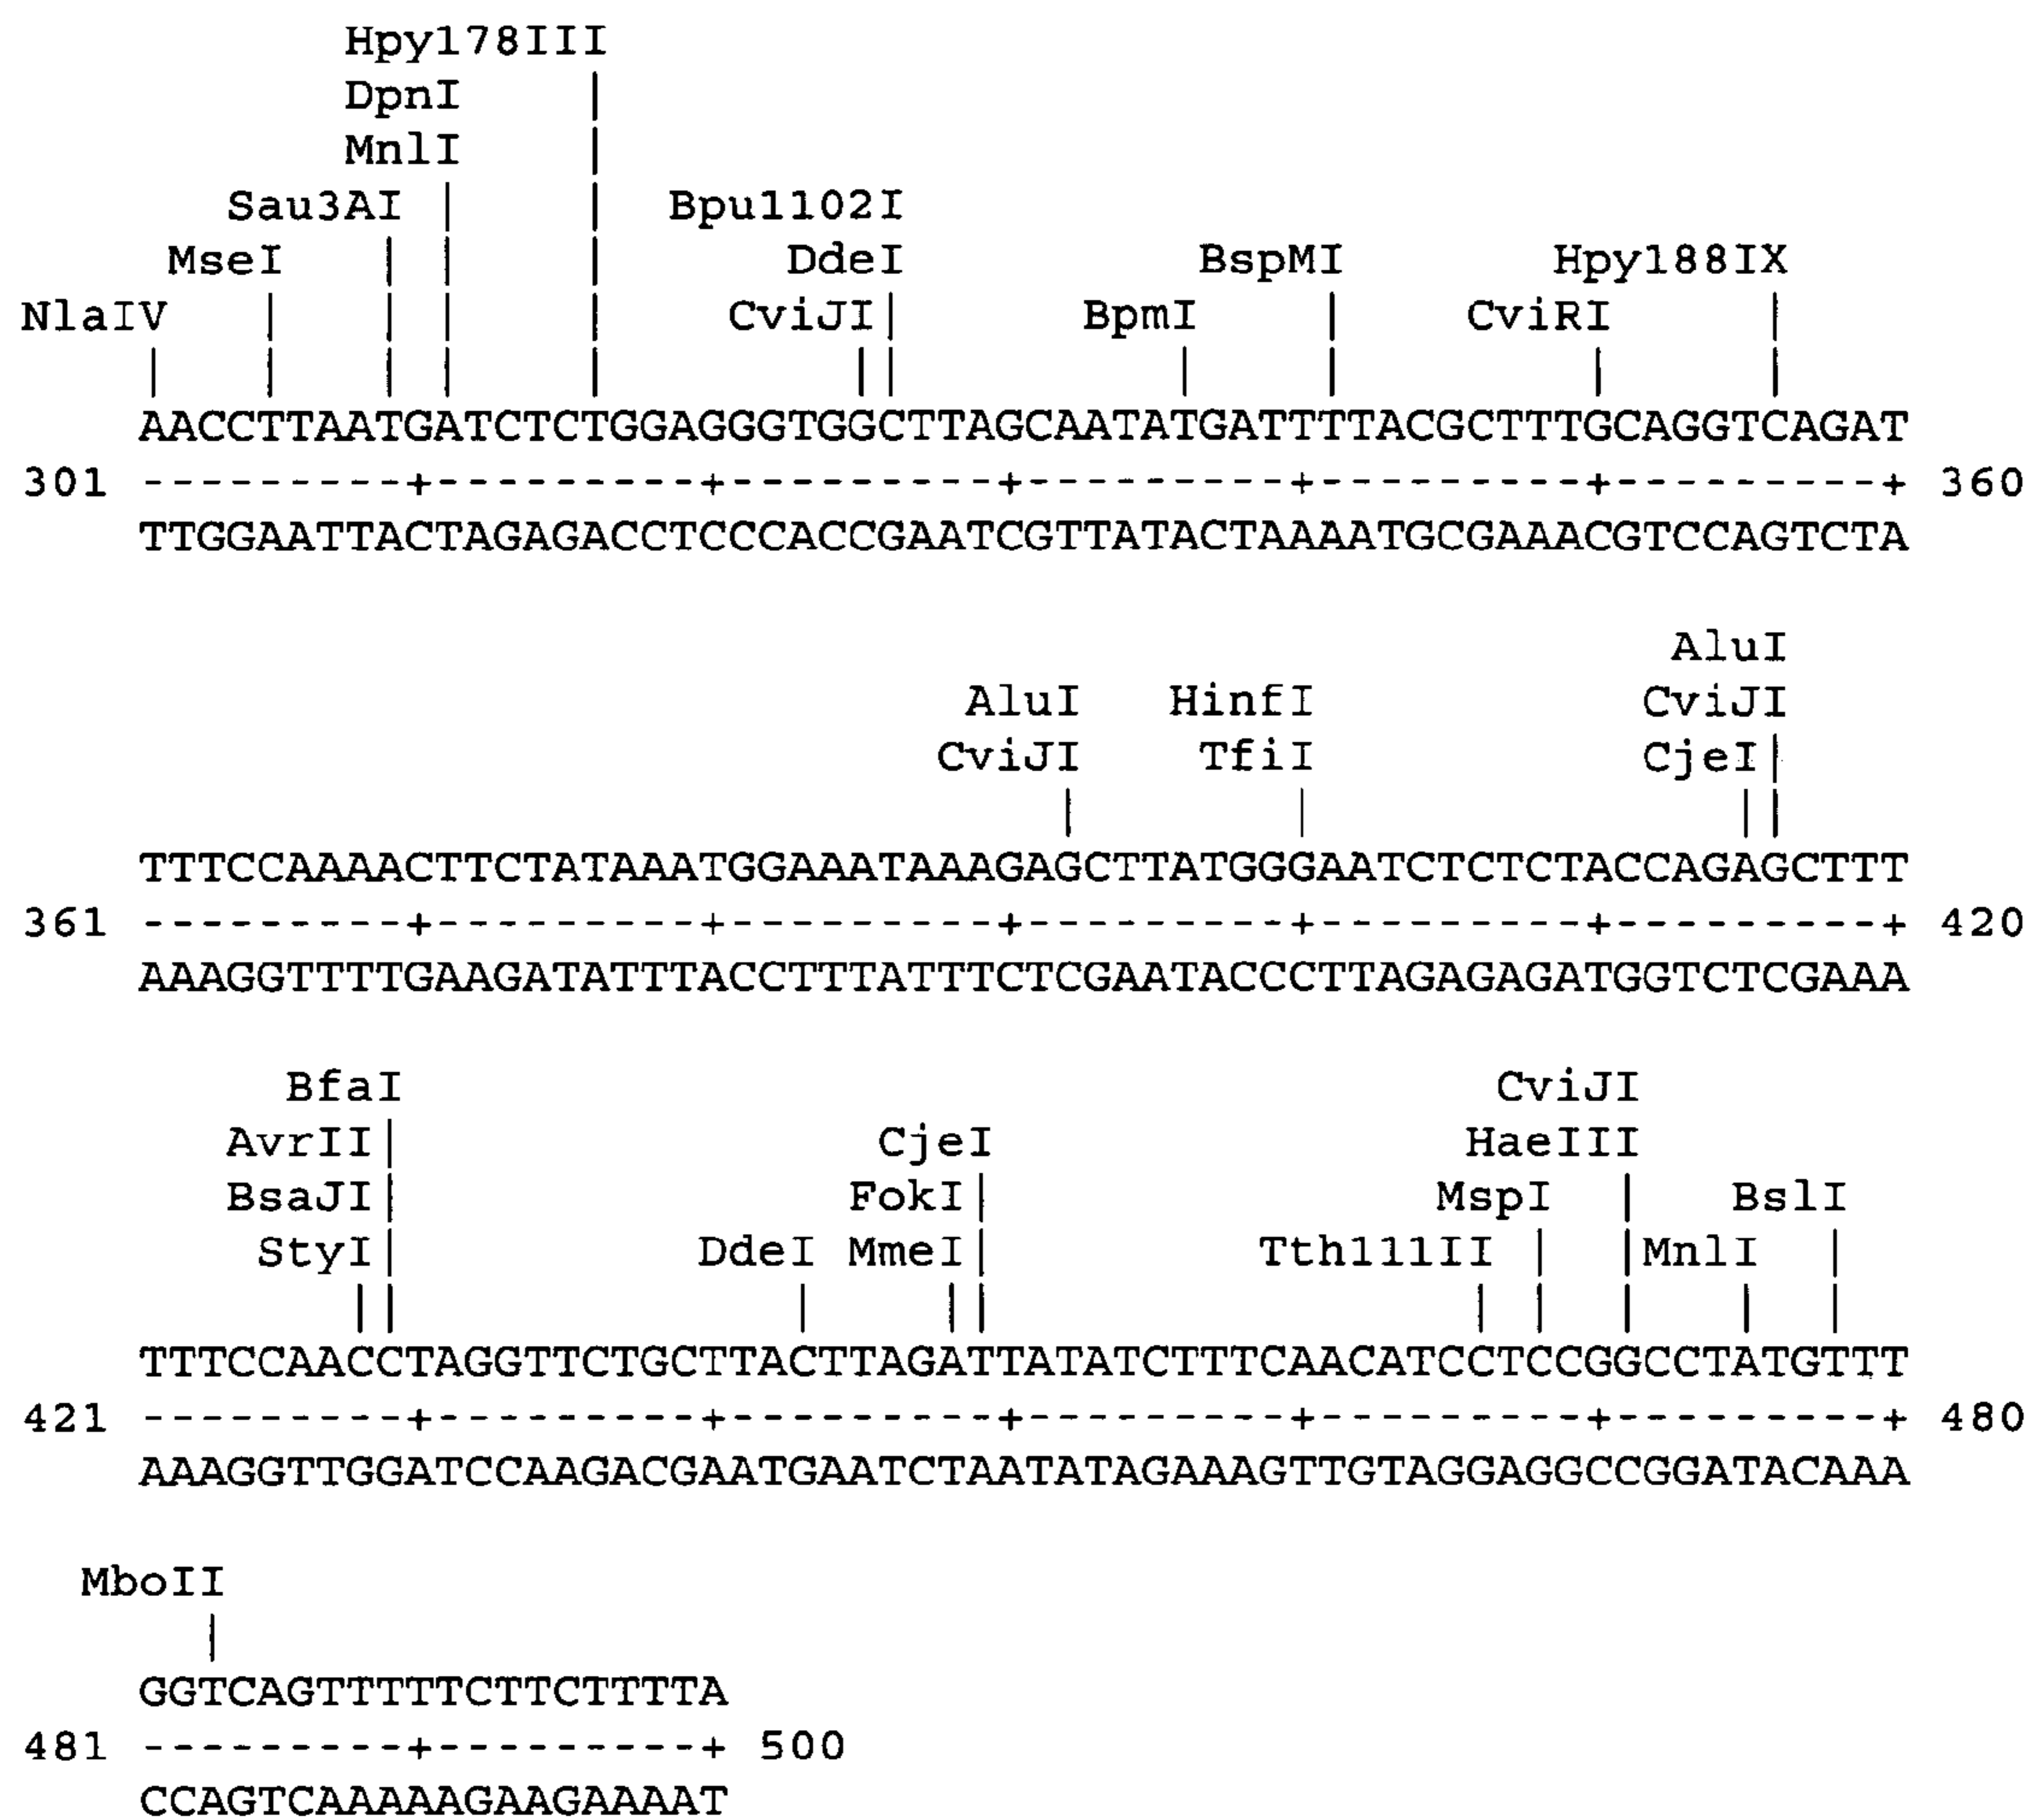 Hpy178III
DpnI |
MnlI |
Sau3AI | | Bpu1102I
MseI | | | DdeI BspMI Hpy188IX
NlaIV | | | | CviJI| BpmI | CviRI |
| | | | | || | | | |
AACCTTAATGATCTCTGGAGGGTGGCTTAGCAATATGATTTTACGCTTTGCAGGTCAGAT
301 ---------+---------+---------+---------+---------+---------+ 360
TTGGAATTACTAGAGACCTCCCACCGAATCGTTATACTAAAATGCGAAACGTCCAGTCTA
AluI
AluI HinfI CviJI
CviJI TfiI CjeI|
| | ||
TTTCCAAAACTTCTATAAATGGAAATAAAGAGCTTATGGGAATCTCTCTACCAGAGCTTT
361 ---------+---------+---------+---------+---------+---------+ 420
AAAGGTTTTGAAGATATTTACCTTTATTTCTCGAATACCCTTAGAGAGATGGTCTCGAAA
BfaI CviJI
AvrII| CjeI HaeIII
BsaJI| FokI| MspI | BslI
StyI| DdeI MmeI| Tth111II | |MnlI |
|| | || | | | | |
TTTCCAACCTAGGTTCTGCTTACTTAGATTATATCTTTCAACATCCTCCGGCCTATGTTT
421 ---------+---------+---------+---------+---------+---------+ 480
AAAGGTTGGATCCAAGACGAATGAATCTAATATAGAAAGTTGTAGGAGGCCGGATACAAA
MboII
|
GGTCAGTTTTTCTTCTTTTA
481 ---------+---------+ 500
CCAGTCAAAAAGAAGAAAAT